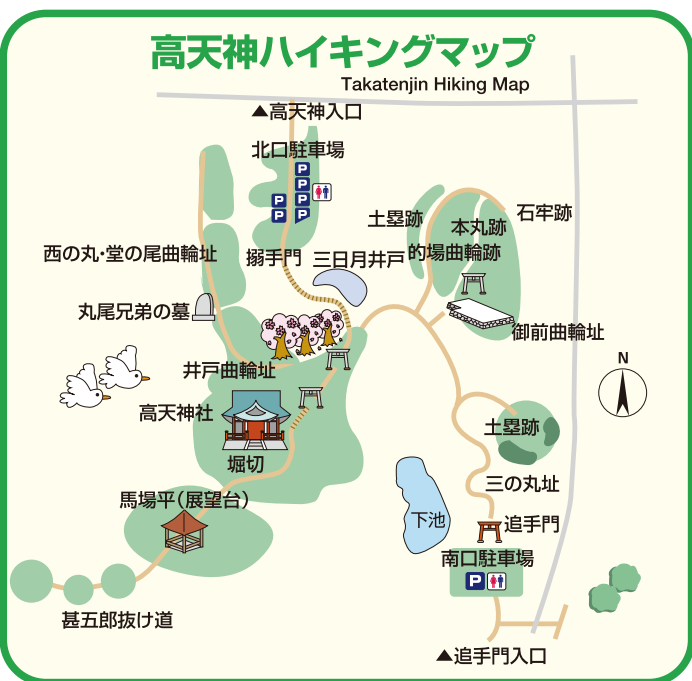 高天神ハイキングマップ
Takatenjin Hiking Map
▲高天神入口
北口駐車場
P
P
P
P
P
P
土塁跡
本丸跡
石牢跡
西の丸・堂の尾曲輪址
搦手門
三日月井戸
的場曲輪跡
丸尾兄弟の墓
御前曲輪址
井戸曲輪址
N
高天神社
土塁跡
堀切
三の丸址
馬場平(展望台)
下池
追手門
南口駐車場
P
甚五郎抜け道
▲追手門入口